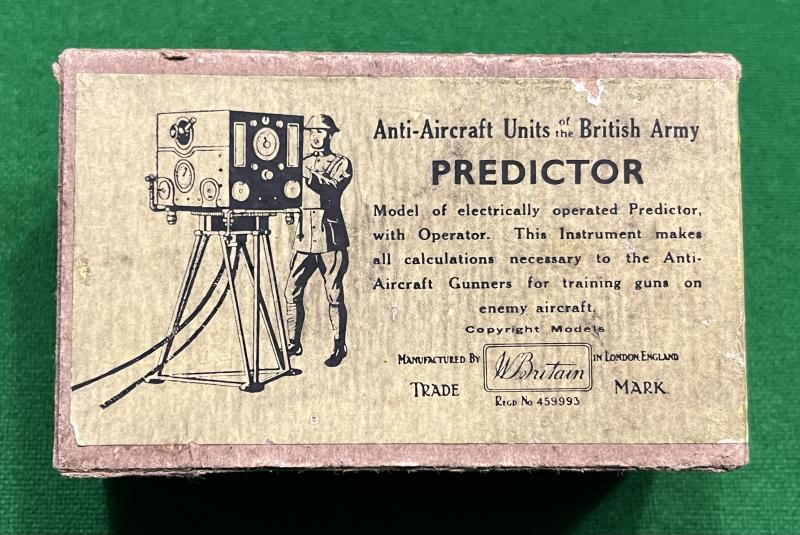 Anti-Aircraft Units of the British Army
PREDICTOR
Model of electrically operated Predictor,
with Operator. This Instrument makes
all calculations necessary to the Anti-
Aircraft Gunners for training guns on
enemy aircraft.
Copyright Models
MANUFACTURED BY W Britain IN LONDON ENGLAND
TRADE MARK.
REGD No. 459993